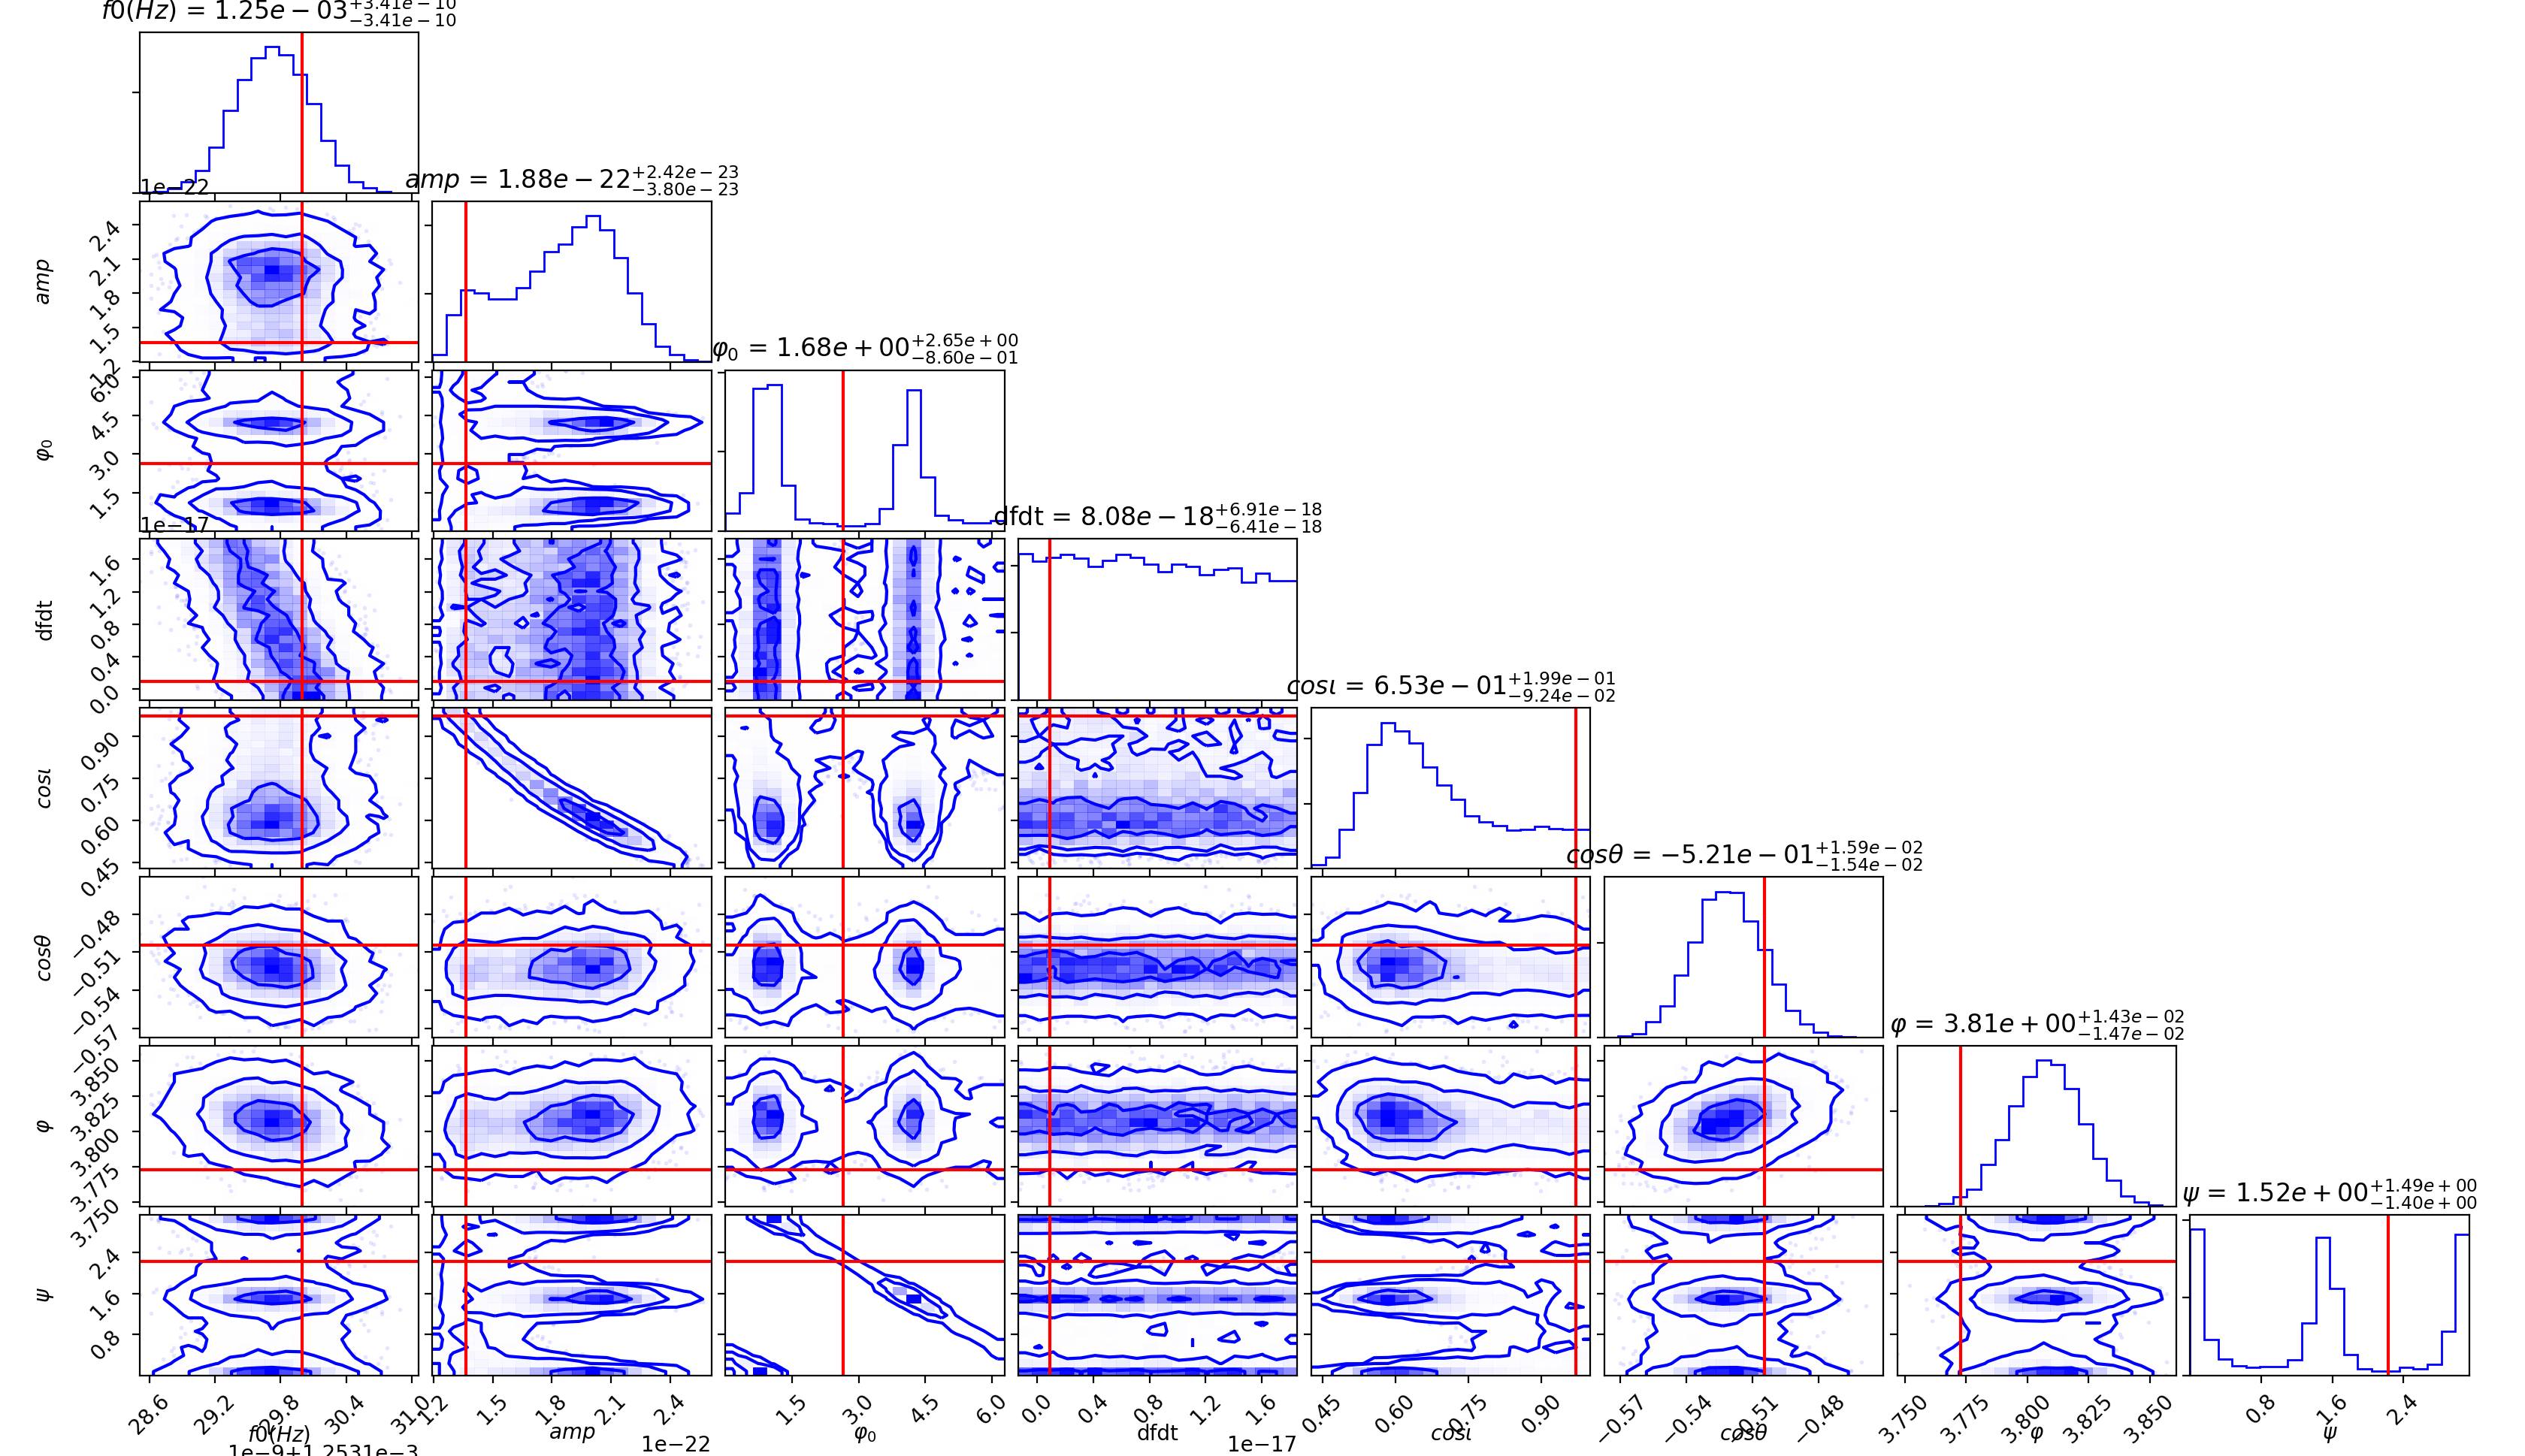 f0(Hz) = 1.25e − 03 +3.41e − 10 −3.41e − 10
1e−22
amp = 1.88e − 22 +2.42e − 23 −3.80e − 23
amp
2.4
2.1
1.8
1.5
1.2
φ0 = 1.68e + 00 +2.65e + 00 −8.60e − 01
φ0
6.0
4.5
3.0
1.5
1e−17
dfdt = 8.08e − 18 +6.91e − 18 −6.41e − 18
dfdt
1.6
1.2
0.8
0.4
0.0
cosι = 6.53e − 01 +1.99e − 01 −9.24e − 02
cosι
0.90
0.75
0.60
0.45
cosθ = −5.21e − 01 +1.59e − 02 −1.54e − 02
cosθ
−0.48
−0.51
−0.54
−0.57
φ = 3.81e + 00 +1.43e − 02 −1.47e − 02
φ
3.850
3.825
3.800
3.775
3.750
ψ = 1.52e + 00 +1.49e + 00 −1.40e + 00
ψ
2.4
1.6
0.8
28.6 29.2 29.8 30.4 31.0
1.2 1.5 1.8 2.1 2.4
1.5 3.0 4.5 6.0
0.0 0.4 0.8 1.2 1.6
0.45 0.60 0.75 0.90
−0.57 −0.54 −0.51 −0.48
3.750 3.775 3.800 3.825 3.850
0.8 1.6 2.4
f0(Hz) amp φ0 dfdt cosι cosθ φ ψ
1e−9+1.2531e−3 1e−22 1e−17